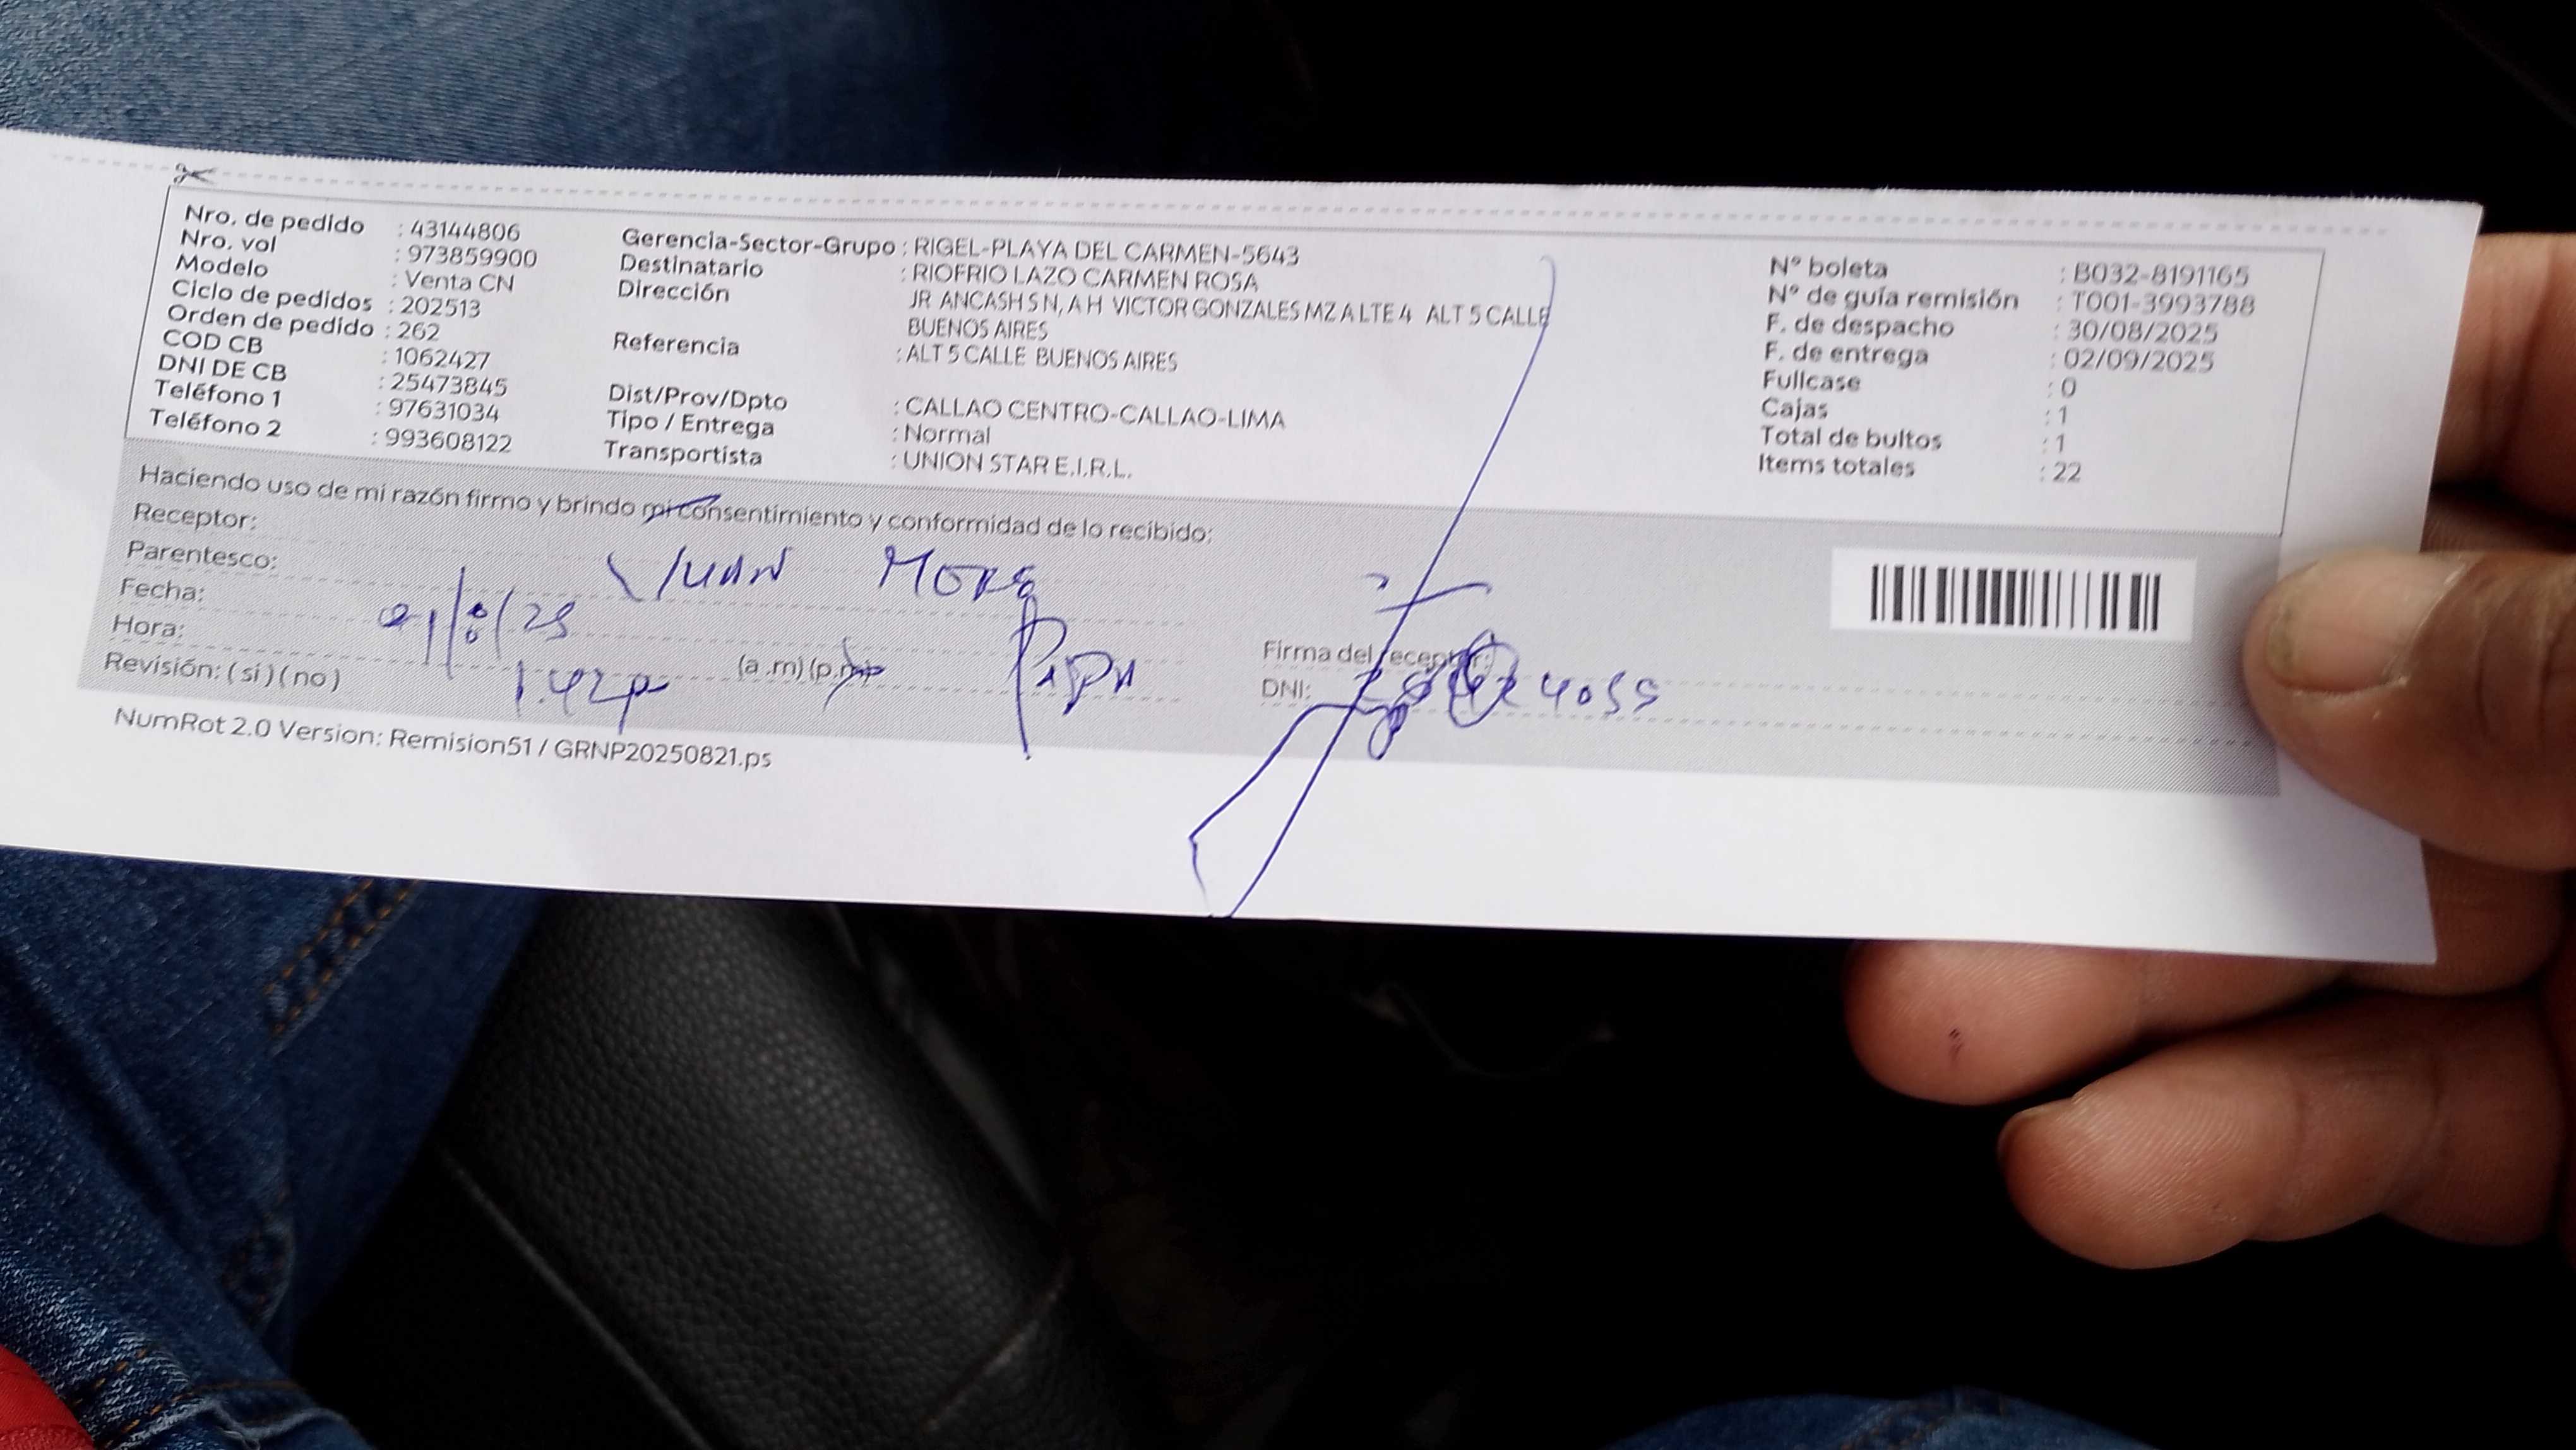 Nro. de pedido : 43144806
Nro. vol : 973859900
Modelo : Venta CN
Ciclo de pedidos : 202513
Orden de pedido : 262
COD CB : 1062427
DNI DE CB : 25473845
Teléfono 1 : 97631034
Teléfono 2 : 993608122
Gerencia-Sector-Grupo : RIGEL-PLAYA DEL CARMEN-5643
Destinatario : RIOFRIO LAZO CARMEN ROSA
Dirección JR ANCASH S N, A H VICTOR GONZALES MZ A LTE 4 ALT 5 CALLE
BUENOS AIRES
Referencia : ALT 5 CALLE BUENOS AIRES
Dist/Prov/Dpto : CALLAO CENTRO-CALLAO-LIMA
Tipo / Entrega : Normal
Transportista : UNION STAR E.I.R.L.
N° boleta : B032-8191165
N° de guía remisión : T001-3993788
F. de despacho : 30/08/2025
F. de entrega : 02/09/2025
Fullcase : 0
Cajas : 1
Total de bultos : 1
Items totales : 22
Haciendo uso de mi razón firmo y brindo mi consentimiento y conformidad de lo recibido:
Receptor:
Parentesco:
Fecha:
Hora: 1.42p (a.m) (p.m)
Revisión: (si) (no)
Firma del receptor:
DNI:
NumRot 2.0 Version: Remision51 / GRNP20250821.ps